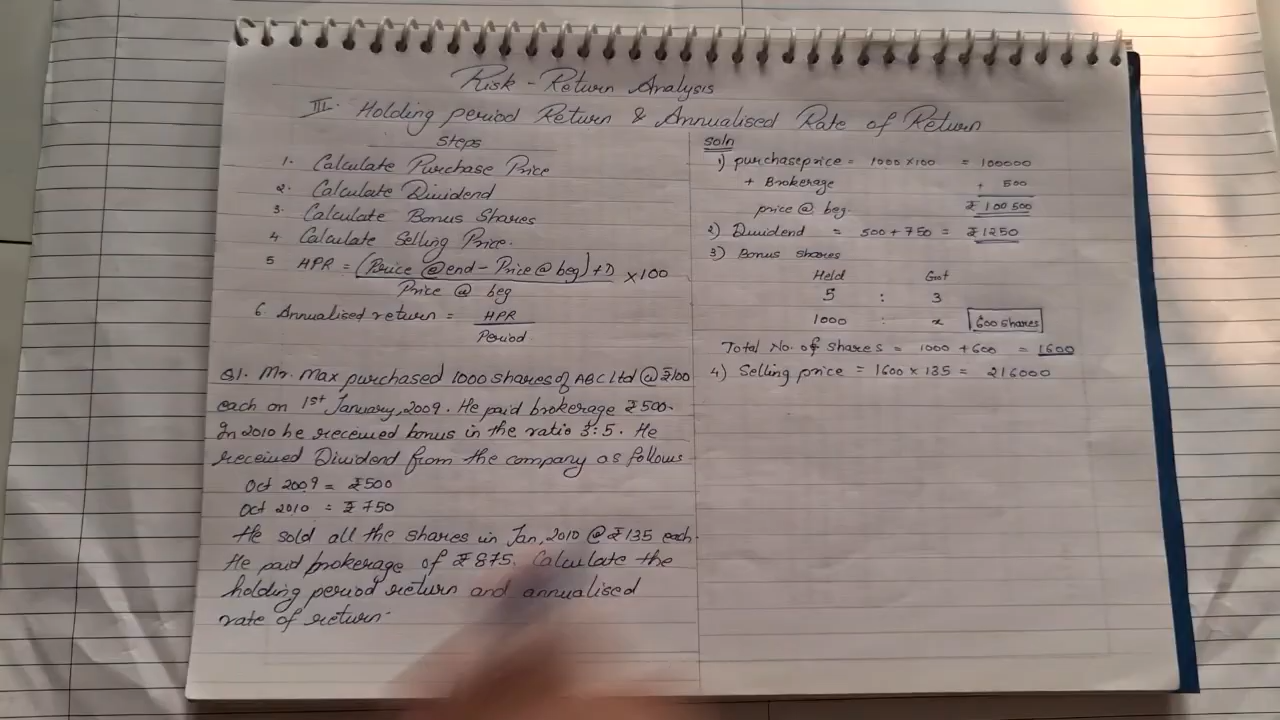 Risk - Return Analysis
III. Holding period Return & Annualised Rate of Return
Steps
1. Calculate Purchase Price
2. Calculate Dividend
3. Calculate Bonus Shares
4. Calculate Selling Price.
5 HPR = (Price @end - Price @ beg) + D × 100
Price @ beg
6. Annualised return = HPR
Period
Q1. Mr. Max purchased 1000 shares of ABC Ltd @ ₹100
each on 1st January, 2009. He paid brokerage ₹500.
In 2010 he received bonus in the ratio 3:5. He
received Dividend from the company as follows
Oct 2009 = ₹500
Oct 2010 = ₹750
He sold all the shares in Jan, 2010 @ ₹135 each.
He paid brokerage of ₹875. Calculate the
holding period return and annualised
rate of return.
Soln
1) purchase price = 1000 × 100 = 100000
+ Brokerage + 500
price @ beg. ₹ 100 500
2) Dividend = 500 + 750 = ₹1250
3) Bonus shares
Held Got
5 : 3
1000 : x 600 shares
Total No. of shares = 1000 + 600 = 1600
4) Selling price = 1600 × 135 = 216000